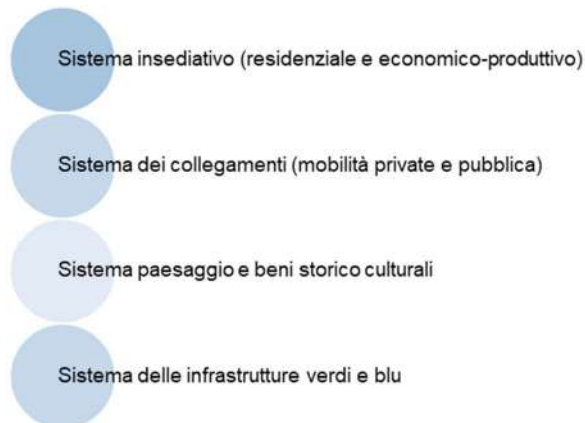 Sistema insediativo (residenziale e economico-produttivo)
Sistema dei collegamenti (mobilità private e pubblica)
Sistema paesaggio e beni storico culturali
Sistema delle infrastrutture verdi e blu